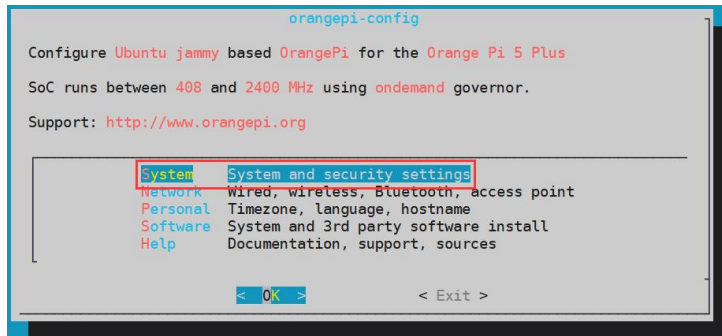 orangepi-config
Configure Ubuntu jammy based OrangePi for the Orange Pi 5 Plus
SoC runs between 408 and 2400 MHz using ondemand governor.
Support: http://www.orangepi.org
System System and security settings
Network Wired, wireless, Bluetooth, access point
Personal Timezone, language, hostname
Software System and 3rd party software install
Help Documentation, support, sources
< OK > < Exit >